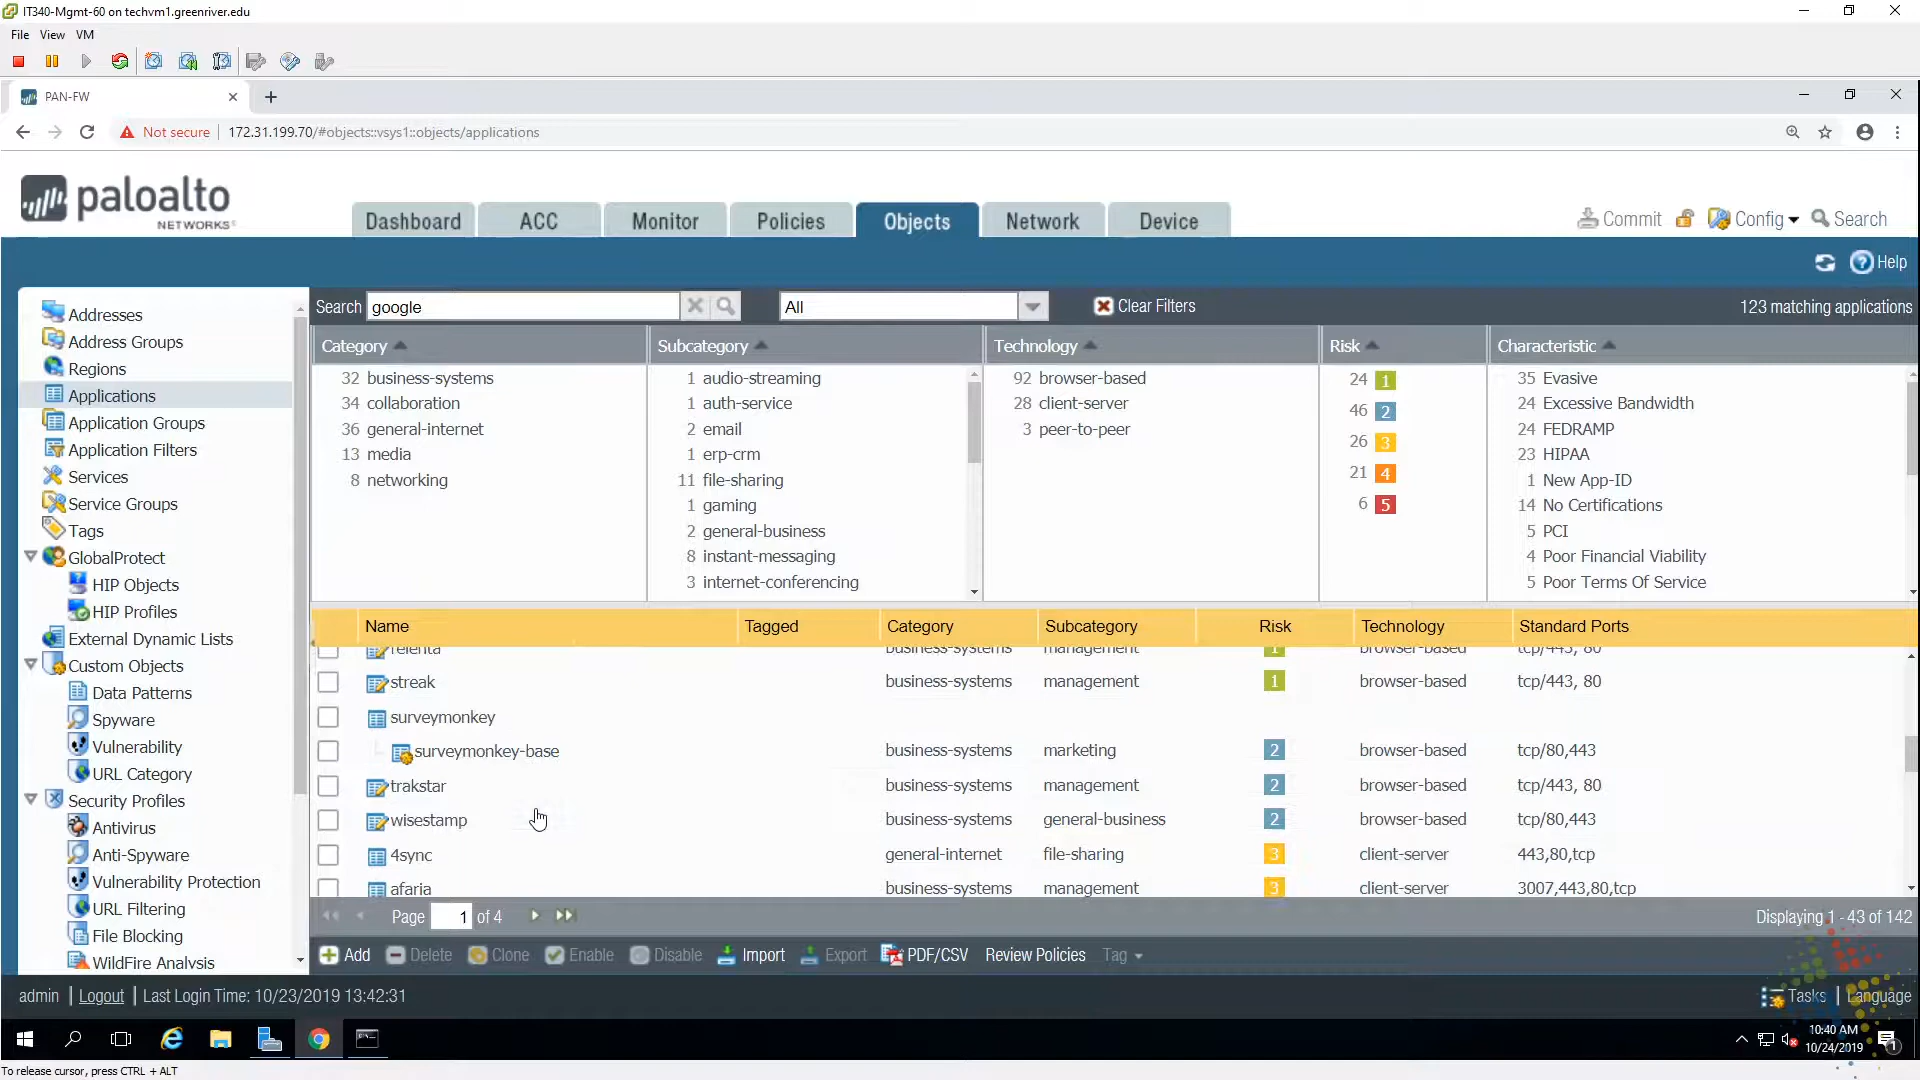 IT340-Mgmt-60 on techvm1.greenriver.edu
File View VM
PAN-FW
Not secure 172.31.199.70/#objects::vsys1::objects/applications
paloalto
NETWORKS
Dashboard ACC Monitor Policies Objects Network Device
Commit Config Search
Help
Search google All Clear Filters 123 matching applications
Category Subcategory Technology Risk Characteristic
32 business-systems
34 collaboration
36 general-internet
13 media
8 networking
1 audio-streaming
1 auth-service
2 email
1 erp-crm
11 file-sharing
1 gaming
2 general-business
8 instant-messaging
3 internet-conferencing
92 browser-based
28 client-server
3 peer-to-peer
24 1
46 2
26 3
21 4
6 5
35 Evasive
24 Excessive Bandwidth
24 FEDRAMP
23 HIPAA
1 New App-ID
14 No Certifications
5 PCI
4 Poor Financial Viability
5 Poor Terms Of Service
Addresses
Address Groups
Regions
Applications
Application Groups
Application Filters
Services
Service Groups
Tags
GlobalProtect
HIP Objects
HIP Profiles
External Dynamic Lists
Custom Objects
Data Patterns
Spyware
Vulnerability
URL Category
Security Profiles
Antivirus
Anti-Spyware
Vulnerability Protection
URL Filtering
File Blocking
WildFire Analysis
Name Tagged Category Subcategory Risk Technology Standard Ports
relenta business-systems management 1 browser-based tcp/443, 80
streak business-systems management 1 browser-based tcp/443, 80
surveymonkey
surveymonkey-base business-systems marketing 2 browser-based tcp/80,443
trakstar business-systems management 2 browser-based tcp/443, 80
wisestamp business-systems general-business 2 browser-based tcp/80,443
4sync general-internet file-sharing 3 client-server 443,80,tcp
afaria business-systems management 3 client-server 3007,443,80,tcp
Page 1 of 4 Displaying 1 - 43 of 142
Add Delete Clone Enable Disable Import Export PDF/CSV Review Policies Tag
admin | Logout | Last Login Time: 10/23/2019 13:42:31
Tasks | Language
10:40 AM
10/24/2019
1
To release cursor, press CTRL + ALT